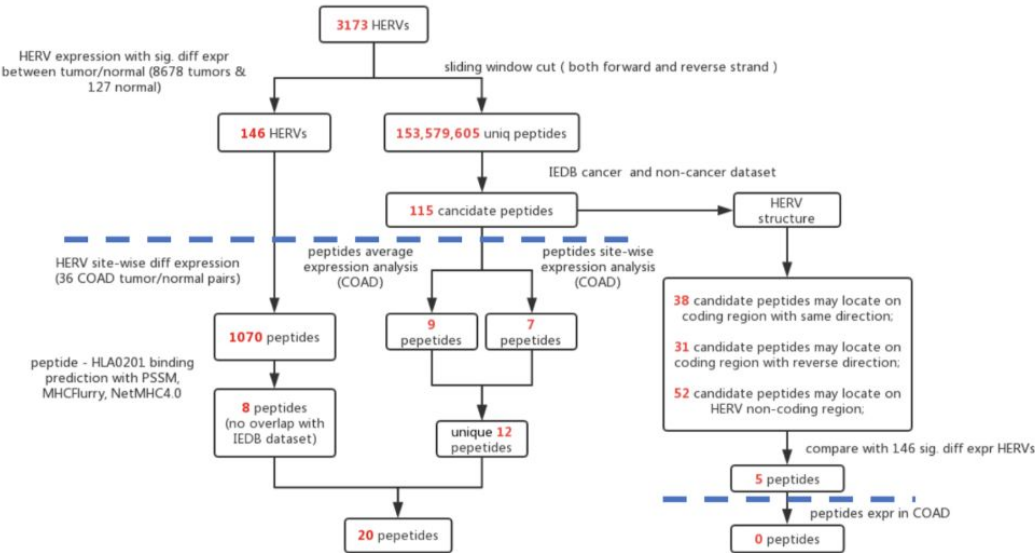 3173 HERVs
HERV expression with sig. diff expr
between tumor/normal (8678 tumors &
127 normal)
sliding window cut ( both forward and reverse strand )
146 HERVs
153,579,605 uniq peptides
IEDB cancer and non-cancer dataset
115 cancidate peptides
HERV
structure
HERV site-wise diff expression
(36 COAD tumor/normal pairs)
peptides average
expression analysis
(COAD)
peptides site-wise
expression analysis
(COAD)
38 candidate peptides may locate on
coding region with same direction;
31 candidate peptides may locate on
coding region with reverse direction;
52 candidate peptides may locate on
HERV non-coding region;
1070 peptides
9
pepetides
7
pepetides
peptide - HLA0201 binding
prediction with PSSM,
MHCFlurry, NetMHC4.0
8 peptides
(no overlap with
IEDB dataset)
unique 12
pepetides
compare with 146 sig. diff expr HERVs
5 peptides
peptides expr in COAD
20 pepetides
0 peptides